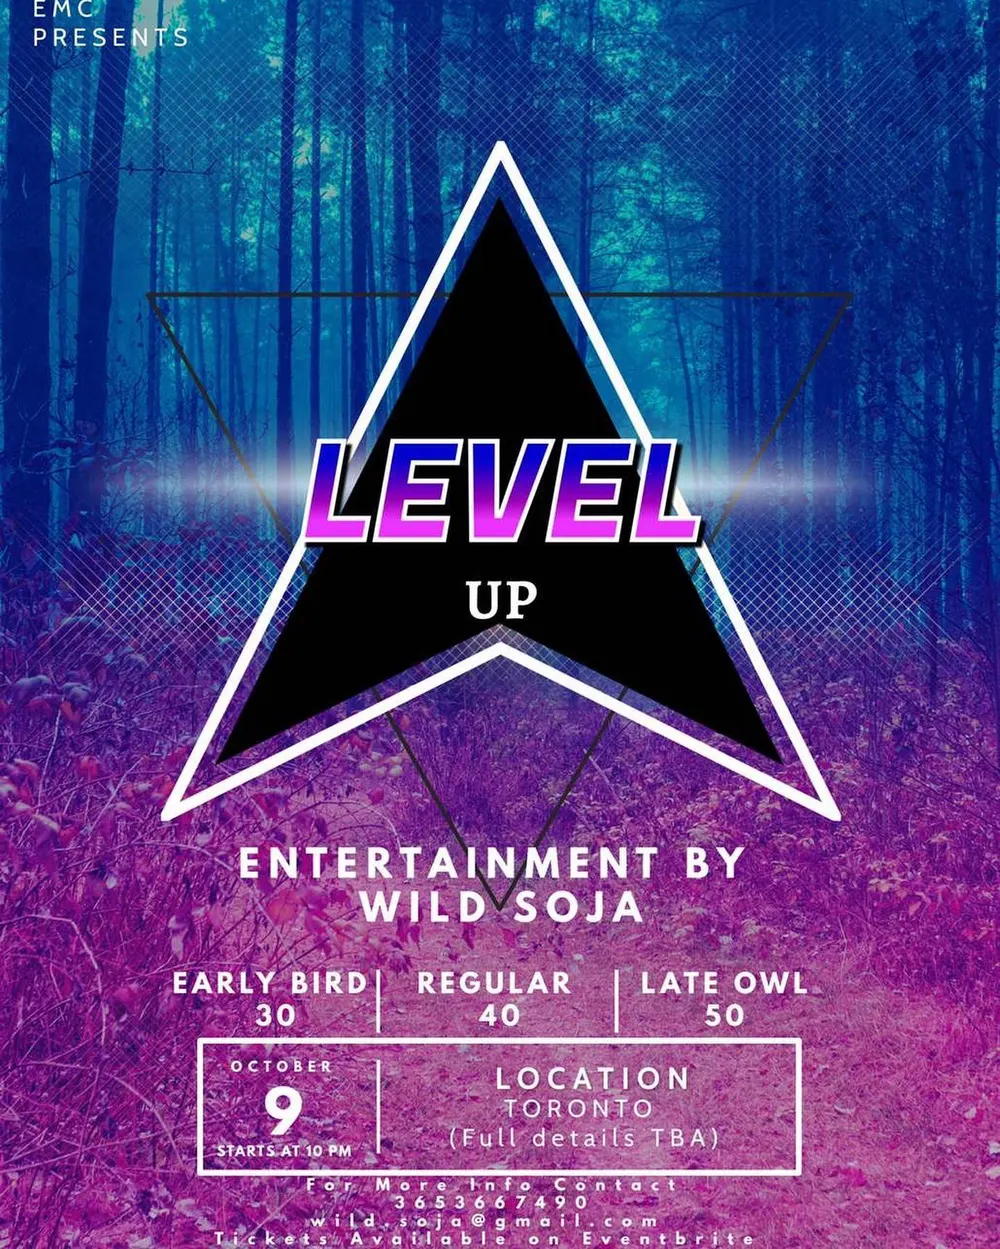 EMC
PRESENTS
LEVEL
UP
ENTERTAINMENT BY
WILD SOJA
EARLY BIRD
30
REGULAR
40
LATE OWL
50
OCTOBER
9
STARTS AT 10 PM
LOCATION
TORONTO
(Full details TBA)
For More Info Contact
3653667490
wild.soja@gmail.com
Tickets Available on Eventbrite